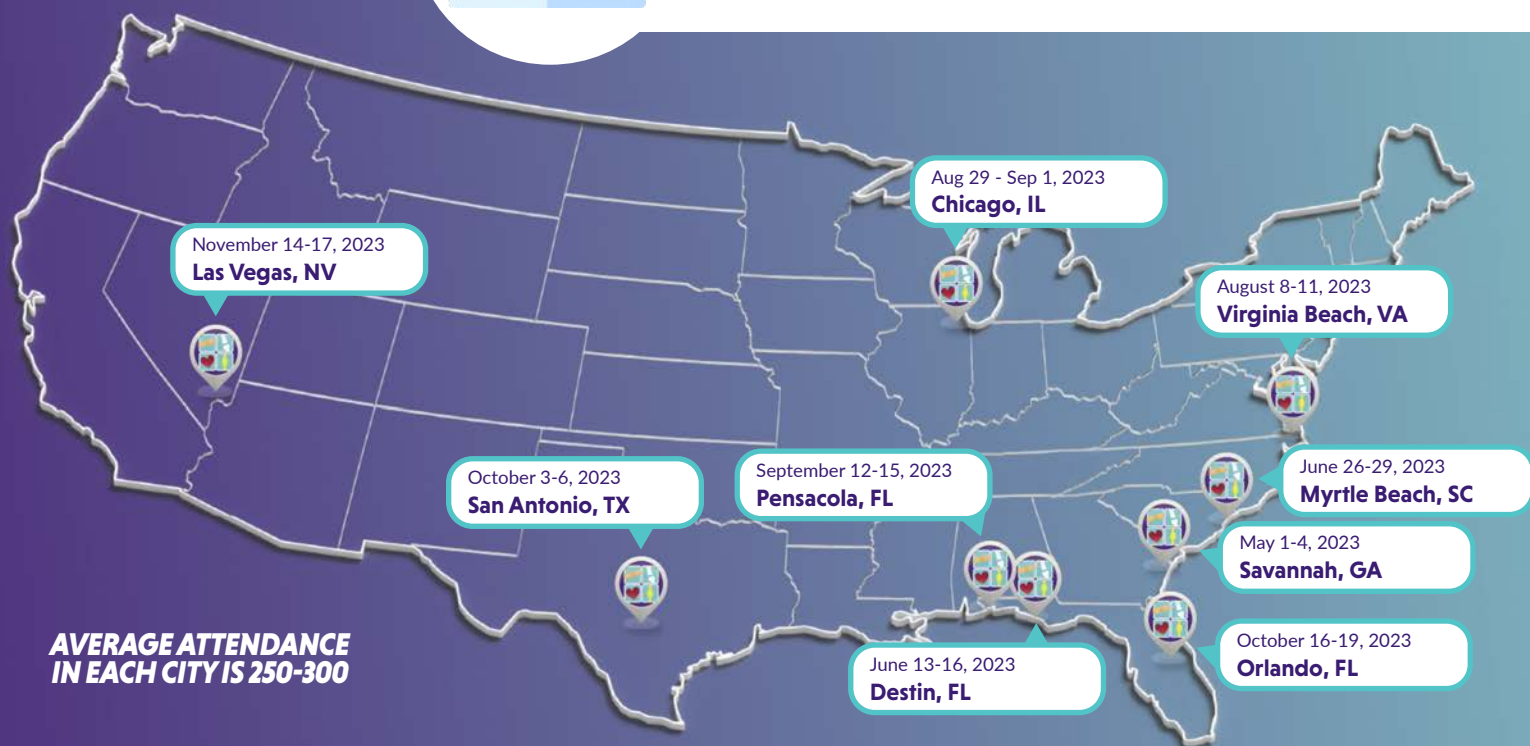 Aug 29 - Sep 1, 2023
Chicago, IL
November 14-17, 2023
Las Vegas, NV
August 8-11, 2023
Virginia Beach, VA
October 3-6, 2023
San Antonio, TX
September 12-15, 2023
Pensacola, FL
June 26-29, 2023
Myrtle Beach, SC
May 1-4, 2023
Savannah, GA
October 16-19, 2023
Orlando, FL
June 13-16, 2023
Destin, FL
AVERAGE ATTENDANCE
IN EACH CITY IS 250-300